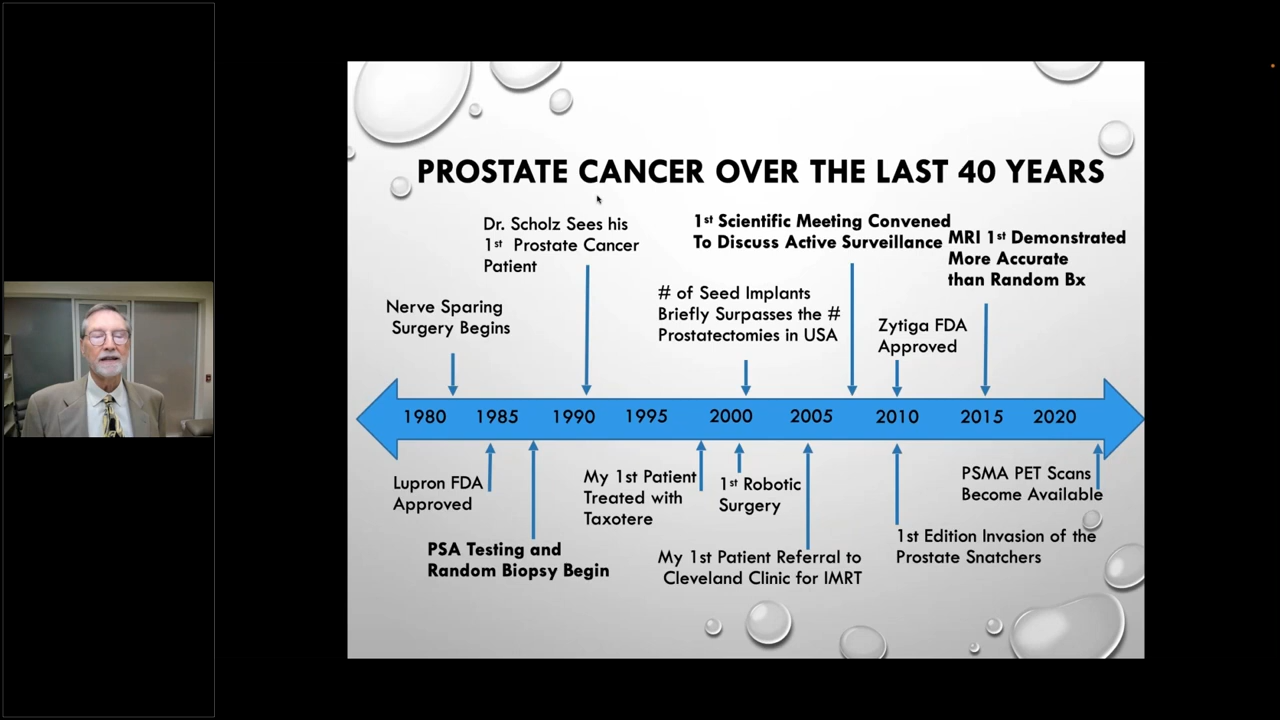 PROSTATE CANCER OVER THE LAST 40 YEARS
Dr. Scholz Sees his
1st Prostate Cancer
Patient
1st Scientific Meeting Convened
To Discuss Active Surveillance
MRI 1st Demonstrated
More Accurate
than Random Bx
Nerve Sparing
Surgery Begins
# of Seed Implants
Briefly Surpasses the #
Prostatectomies in USA
Zytiga FDA
Approved
1980 1985 1990 1995 2000 2005 2010 2015 2020
Lupron FDA
Approved
PSA Testing and
Random Biopsy Begin
My 1st Patient
Treated with
Taxotere
1st Robotic
Surgery
My 1st Patient Referral to
Cleveland Clinic for IMRT
PSMA PET Scans
Become Available
1st Edition Invasion of the
Prostate Snatchers